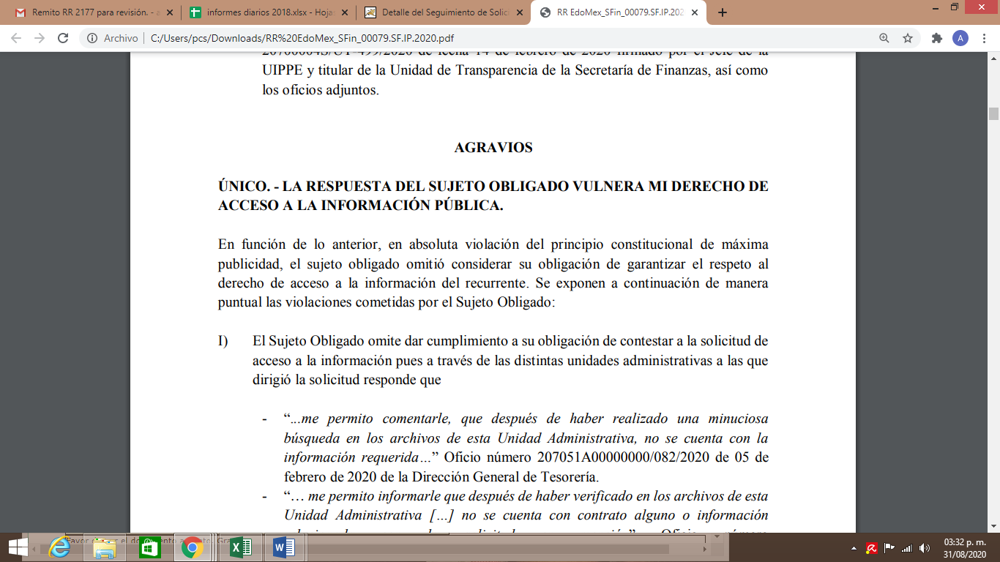 Remito RR 2177 para revisión. - a
informes diarios 2018.xlsx - Hoja
Detalle del Seguimiento de Solici
RR EdoMex_SFin_00079.SF.IP.202
Archivo | C:/Users/pcs/Downloads/RR%20EdoMex_SFin_00079.SF.IP.2020.pdf
A
20700004S/UT-499/2020 de fecha 14 de febrero de 2020 firmado por el Jefe de la
UIPPE y titular de la Unidad de Transparencia de la Secretaría de Finanzas, así como
los oficios adjuntos.
AGRAVIOS
ÚNICO. - LA RESPUESTA DEL SUJETO OBLIGADO VULNERA MI DERECHO DE
ACCESO A LA INFORMACIÓN PÚBLICA.
En función de lo anterior, en absoluta violación del principio constitucional de máxima
publicidad, el sujeto obligado omitió considerar su obligación de garantizar el respeto al
derecho de acceso a la información del recurrente. Se exponen a continuación de manera
puntual las violaciones cometidas por el Sujeto Obligado:
I) El Sujeto Obligado omite dar cumplimiento a su obligación de contestar a la solicitud de
acceso a la información pues a través de las distintas unidades administrativas a las que
dirigió la solicitud responde que
- “...me permito comentarle, que después de haber realizado una minuciosa
búsqueda en los archivos de esta Unidad Administrativa, no se cuenta con la
información requerida…” Oficio número 207051A00000000/082/2020 de 05 de
febrero de 2020 de la Dirección General de Tesorería.
- “… me permito informarle que después de haber verificado en los archivos de esta
Unidad Administrativa […] no se cuenta con contrato alguno o información
03:32 p. m.
31/08/2020